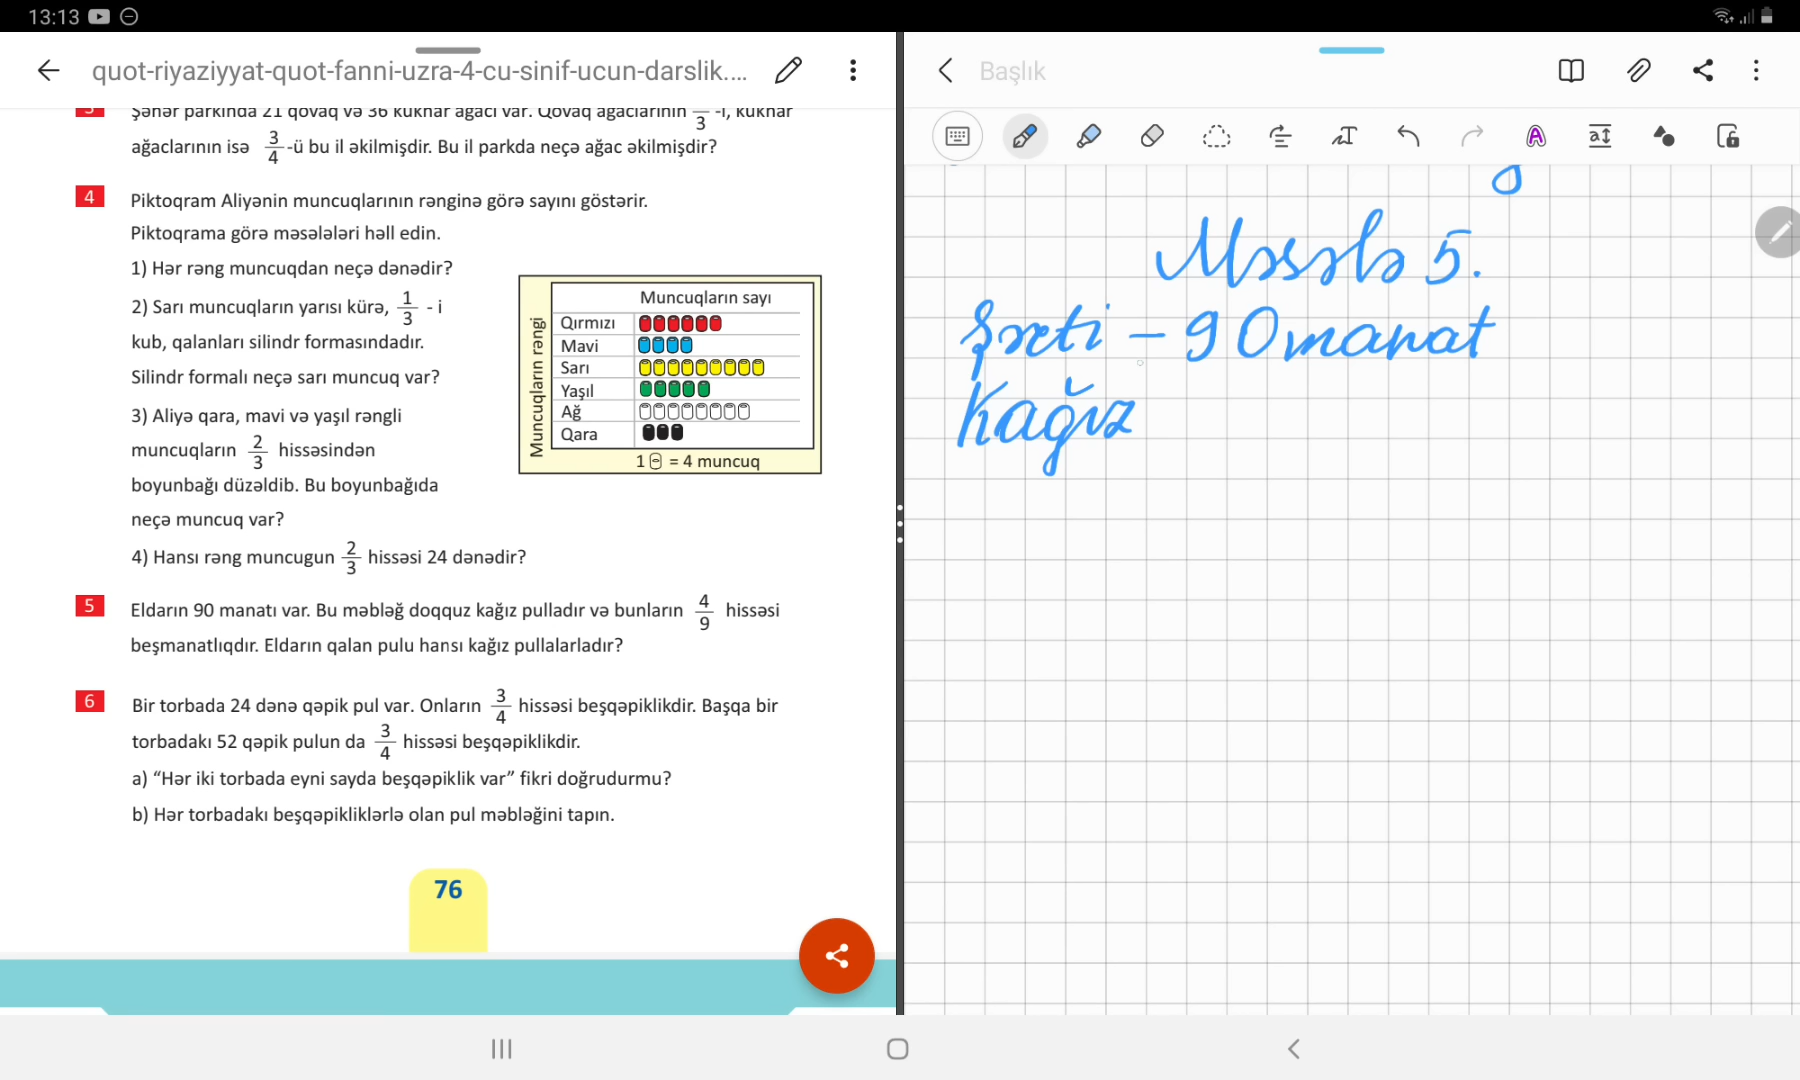 13:13
quot-riyaziyyat-quot-fanni-uzra-4-cu-sinif-ucun-darslik....
3 Şəhər parkında 21 qovaq və 36 küknar ağacı var. Qovaq ağaclarının /3 -i, küknar
ağaclarının isə 3/4 -ü bu il əkilmişdir. Bu il parkda neçə ağac əkilmişdir?
4 Piktoqram Aliyənin muncuqlarının rənginə görə sayını göstərir.
Piktoqrama görə məsələləri həll edin.
1) Hər rəng muncuqdan neçə dənədir?
2) Sarı muncuqların yarısı kürə, 1/3 - i
kub, qalanları silindr formasındadır.
Silindr formalı neçə sarı muncuq var?
3) Aliyə qara, mavi və yaşıl rəngli
muncuqların 2/3 hissəsindən
boyunbağı düzəldib. Bu boyunbağıda
neçə muncuq var?
4) Hansı rəng muncugun 2/3 hissəsi 24 dənədir?
Muncuqların rəngi
Muncuqların sayı
Qırmızı
Mavi
Sarı
Yaşıl
Ağ
Qara
1 = 4 muncuq
5 Eldarın 90 manatı var. Bu məbləğ doqquz kağız pulladır və bunların 4/9 hissəsi
beşmanatlıqdır. Eldarın qalan pulu hansı kağız pullalarladır?
6 Bir torbada 24 dənə qəpik pul var. Onların 3/4 hissəsi beşqəpiklikdir. Başqa bir
torbadakı 52 qəpik pulun da 3/4 hissəsi beşqəpiklikdir.
a) “Hər iki torbada eyni sayda beşqəpiklik var” fikri doğrudurmu?
b) Hər torbadakı beşqəpikliklərlə olan pul məbləğini tapın.
76
Başlık
Məsələ 5.
Şərti – 90 manat
Kağız